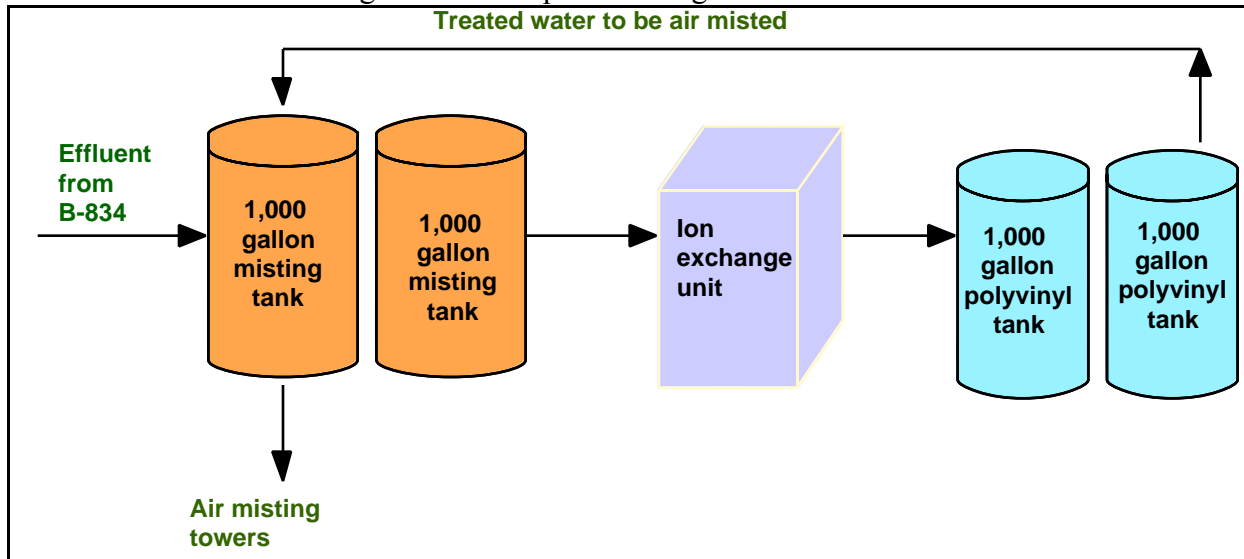 Treated water to be air misted
Effluent
from
B-834
1,000
gallon
misting
tank
1,000
gallon
misting
tank
Ion
exchange
unit
1,000
gallon
polyvinyl
tank
1,000
gallon
polyvinyl
tank
Air misting
towers